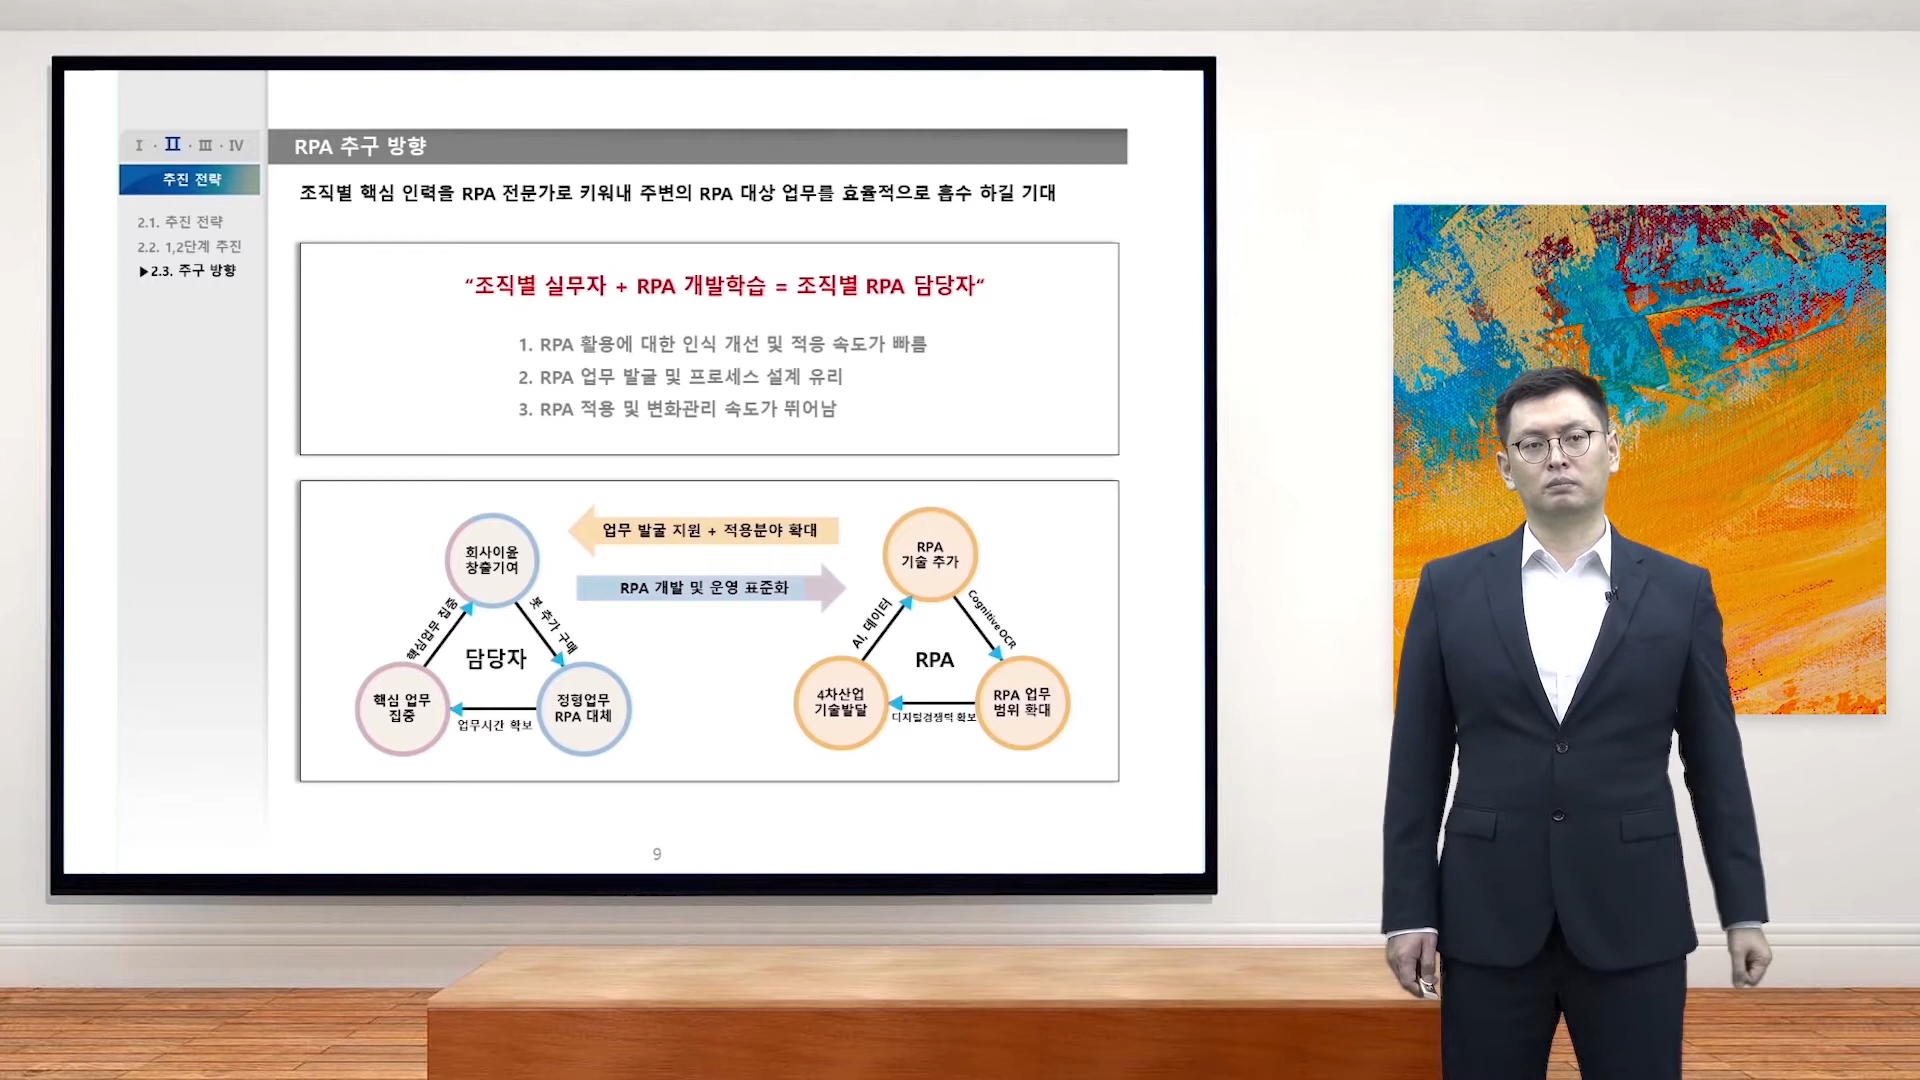 Ⅰ · Ⅱ · Ⅲ · Ⅳ
추진 전략
2.1. 추진 전략
2.2. 1,2단계 추진
▶2.3. 추구 방향
RPA 추구 방향
조직별 핵심 인력을 RPA 전문가로 키워내 주변의 RPA 대상 업무를 효율적으로 흡수 하길 기대
“조직별 실무자 + RPA 개발학습 = 조직별 RPA 담당자“
1. RPA 활용에 대한 인식 개선 및 적응 속도가 빠름
2. RPA 업무 발굴 및 프로세스 설계 유리
3. RPA 적용 및 변화관리 속도가 뛰어남
업무 발굴 지원 + 적용분야 확대
RPA 개발 및 운영 표준화
회사이윤
창출기여
핵심업무 집중
봇 추가 구매
담당자
핵심 업무
집중
업무시간 확보
정형업무
RPA 대체
RPA
기술 추가
AI, 데이터
Cognitive OCR
RPA
4차산업
기술발달
디지털경쟁력 확보
RPA 업무
범위 확대
9